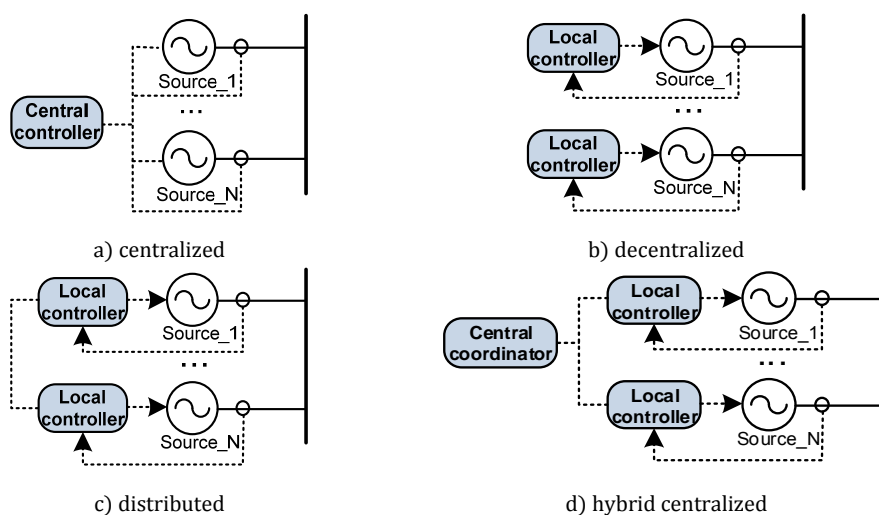 Source_1
...
Central
controller
Source_N
a) centralized
Local
controller
Source_1
...
Local
controller
Source_N
b) decentralized
Local
controller
Source_1
...
Local
controller
Source_N
c) distributed
Central
coordinator
Local
controller
Source_1
...
Local
controller
Source_N
d) hybrid centralized